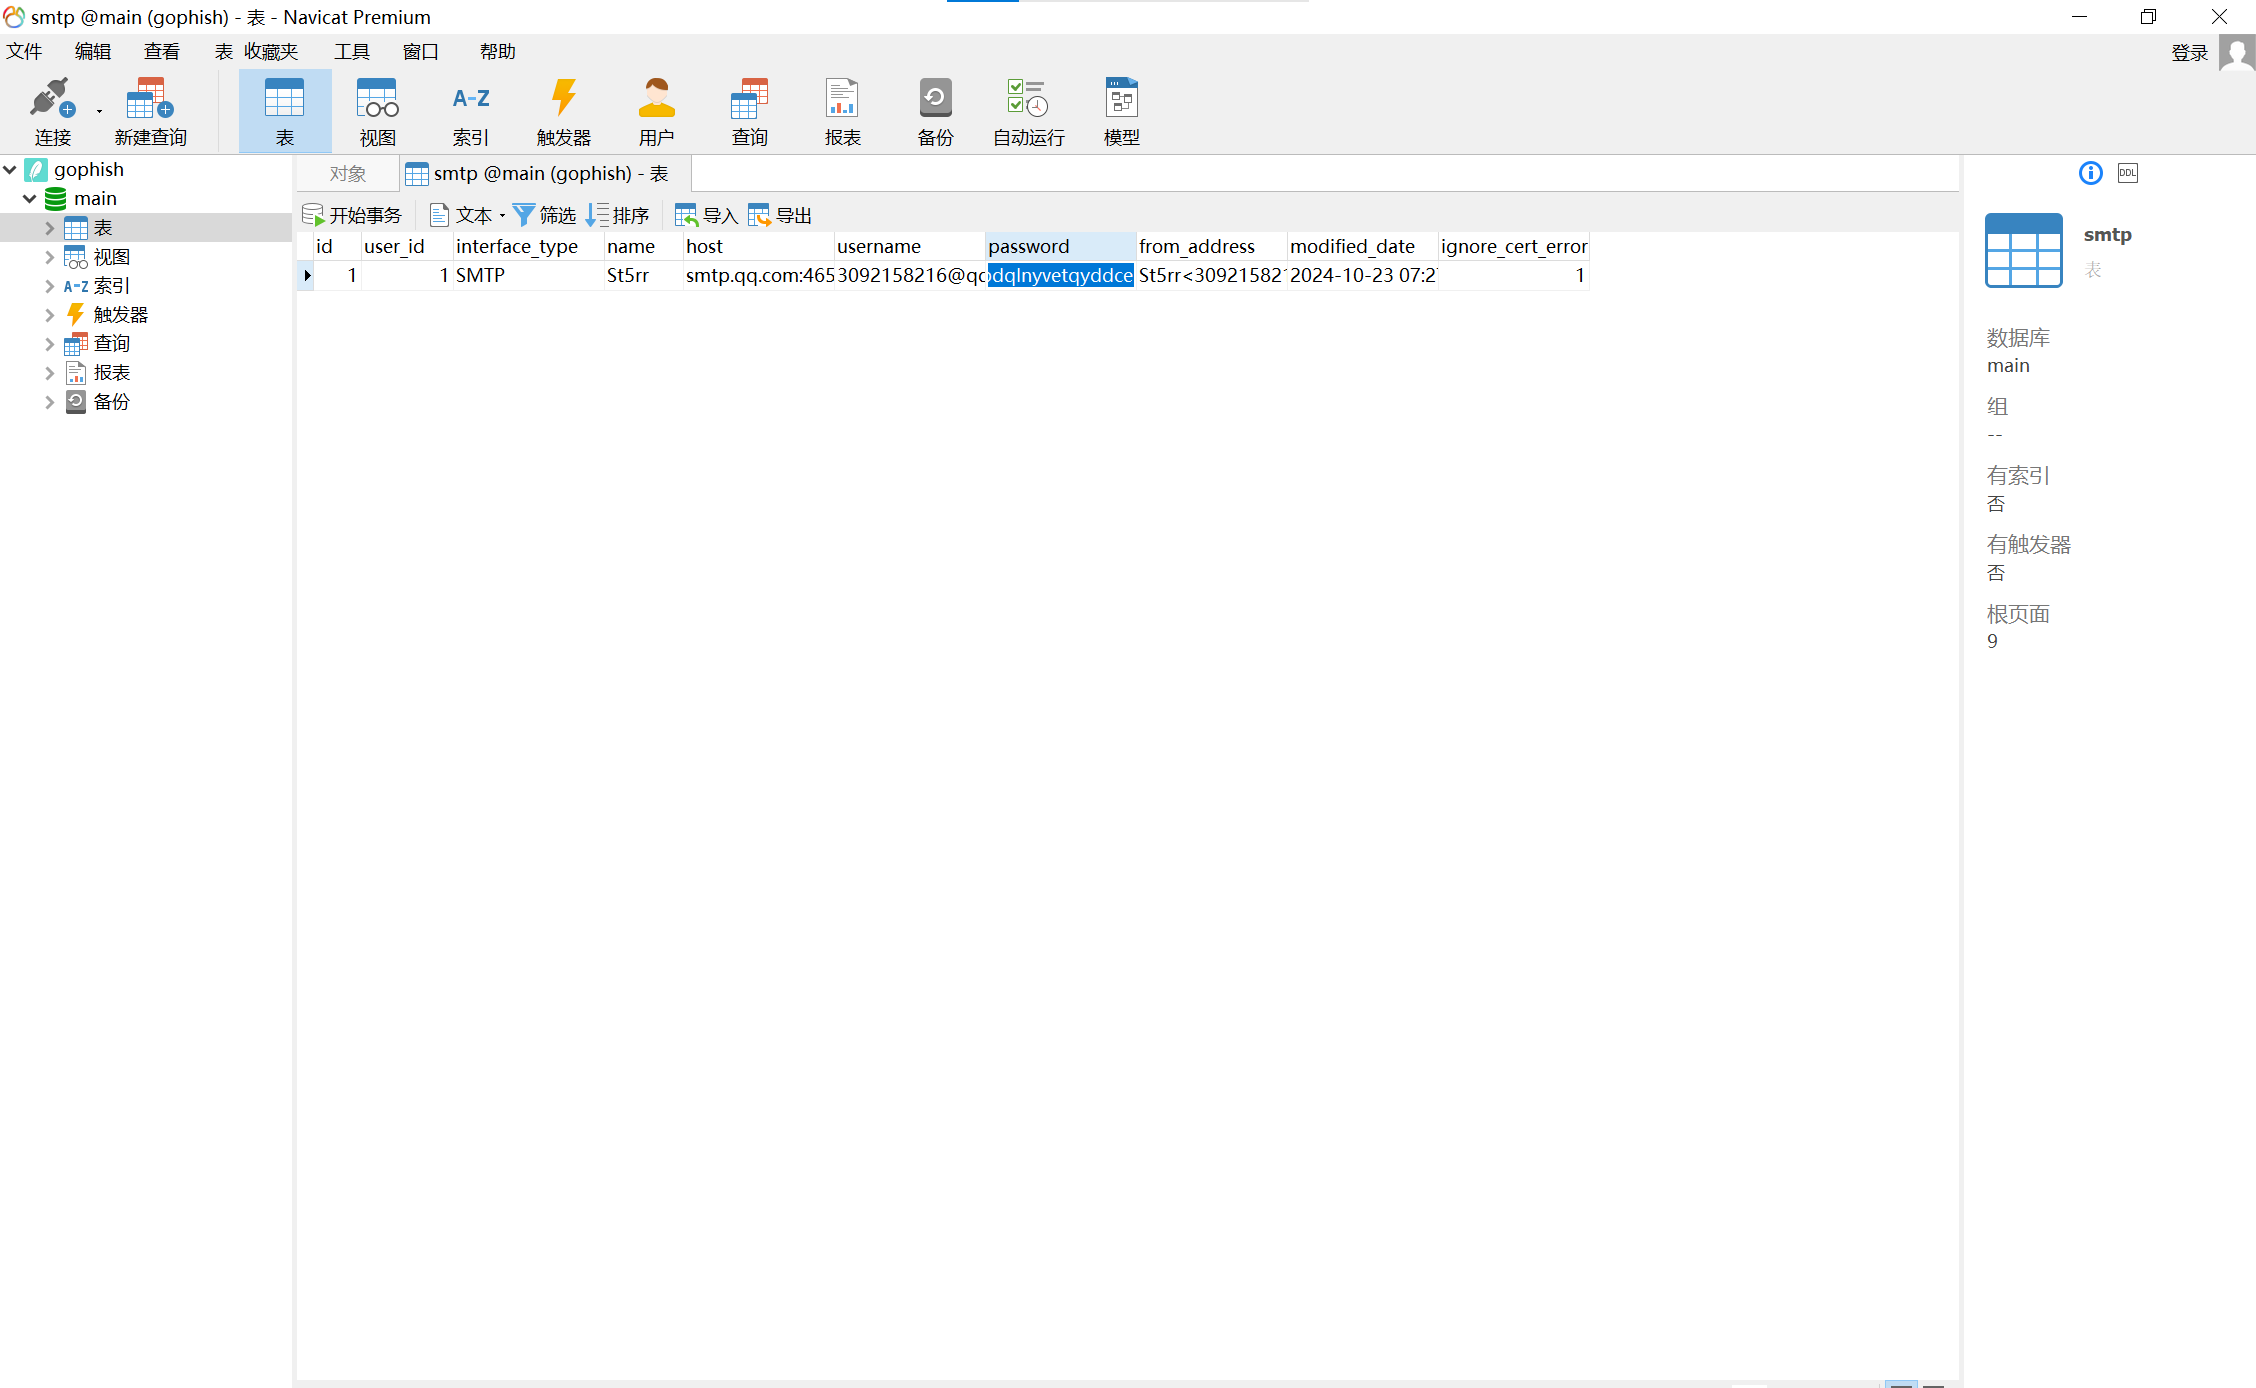 smtp @main (gophish) - 表 - Navicat Premium
文件 编辑 查看 表 收藏夹 工具 窗口 帮助 登录
连接 新建查询 表 视图 A-Z 索引 触发器 用户 查询 报表 备份 自动运行 模型
gophish
main
表
视图
A-Z 索引
触发器
查询
报表
备份
对象 smtp @main (gophish) - 表
开始事务 文本 筛选 排序 导入 导出
id user_id interface_type name host username password from_address modified_date ignore_cert_error
1 1 SMTP St5rr smtp.qq.com:465 3092158216@qc odqlnyvetqyddce St5rr<309215821 2024-10-23 07:27 1
DDL
smtp
表
数据库
main
组
--
有索引
否
有触发器
否
根页面
9